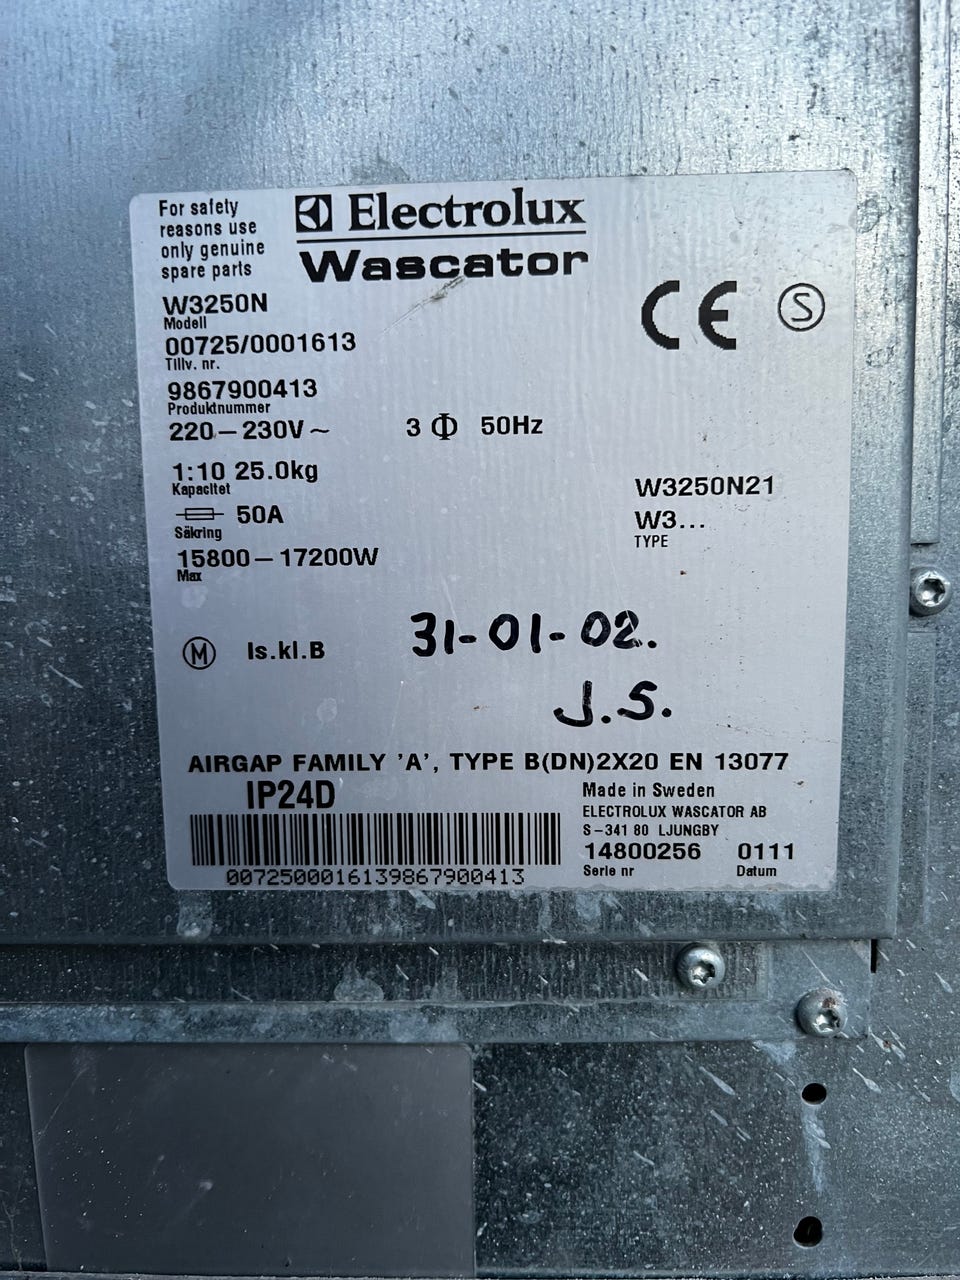 For safety
reasons use
only genuine
spare parts
Electrolux
Wascator
W3250N
Modell
CE
S
00725/0001613
Tillv. nr.
9867900413
Produktnummer
220-230V~ 3 Φ 50Hz
1:10 25.0kg
Kapacitet
W3250N21
50A
Säkring
W3...
TYPE
15800-17200W
Max
M Is.kl.B
31-01-02.
J.S.
AIRGAP FAMILY 'A', TYPE B(DN)2X20 EN 13077
IP24D
Made in Sweden
ELECTROLUX WASCATOR AB
S-341 80 LJUNGBY
14800256 0111
Serie nr Datum
0072500016139867900413